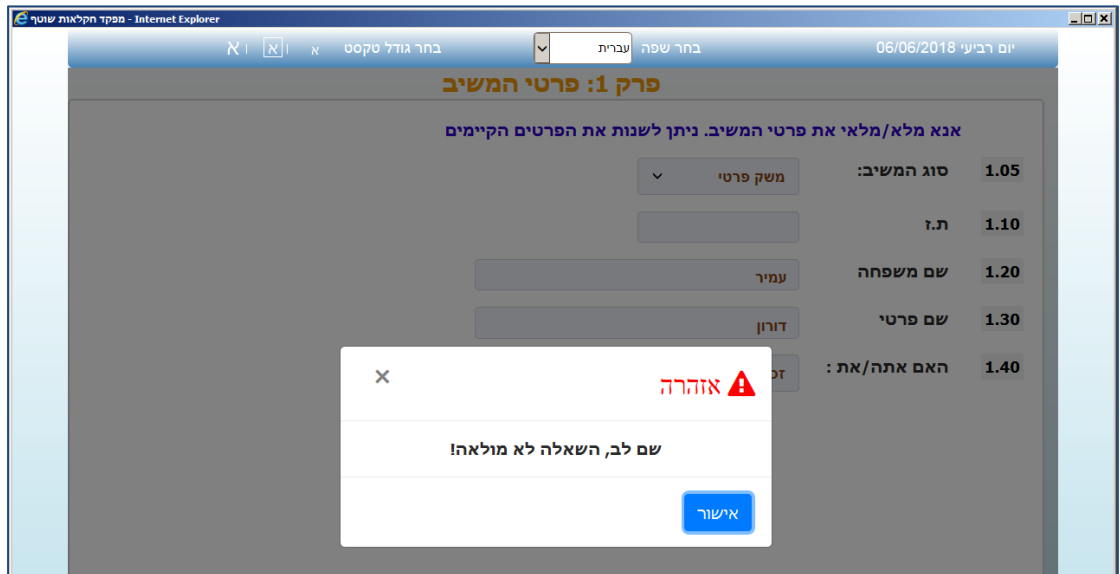 מפקד חקלאות שוטף - Internet Explorer
יום רביעי 06/06/2018 בחר שפה עברית בחר גודל טקסט א א א
פרק 1: פרטי המשיב
אנא מלא/מלאי את פרטי המשיב. ניתן לשנות את הפרטים הקיימים
1.05 סוג המשיב: משק פרטי
1.10 ת.ז
1.20 שם משפחה עמיר
1.30 שם פרטי דורון
1.40 האם אתה/את :
אזהרה ×
שם לב, השאלה לא מולאה!
אישור